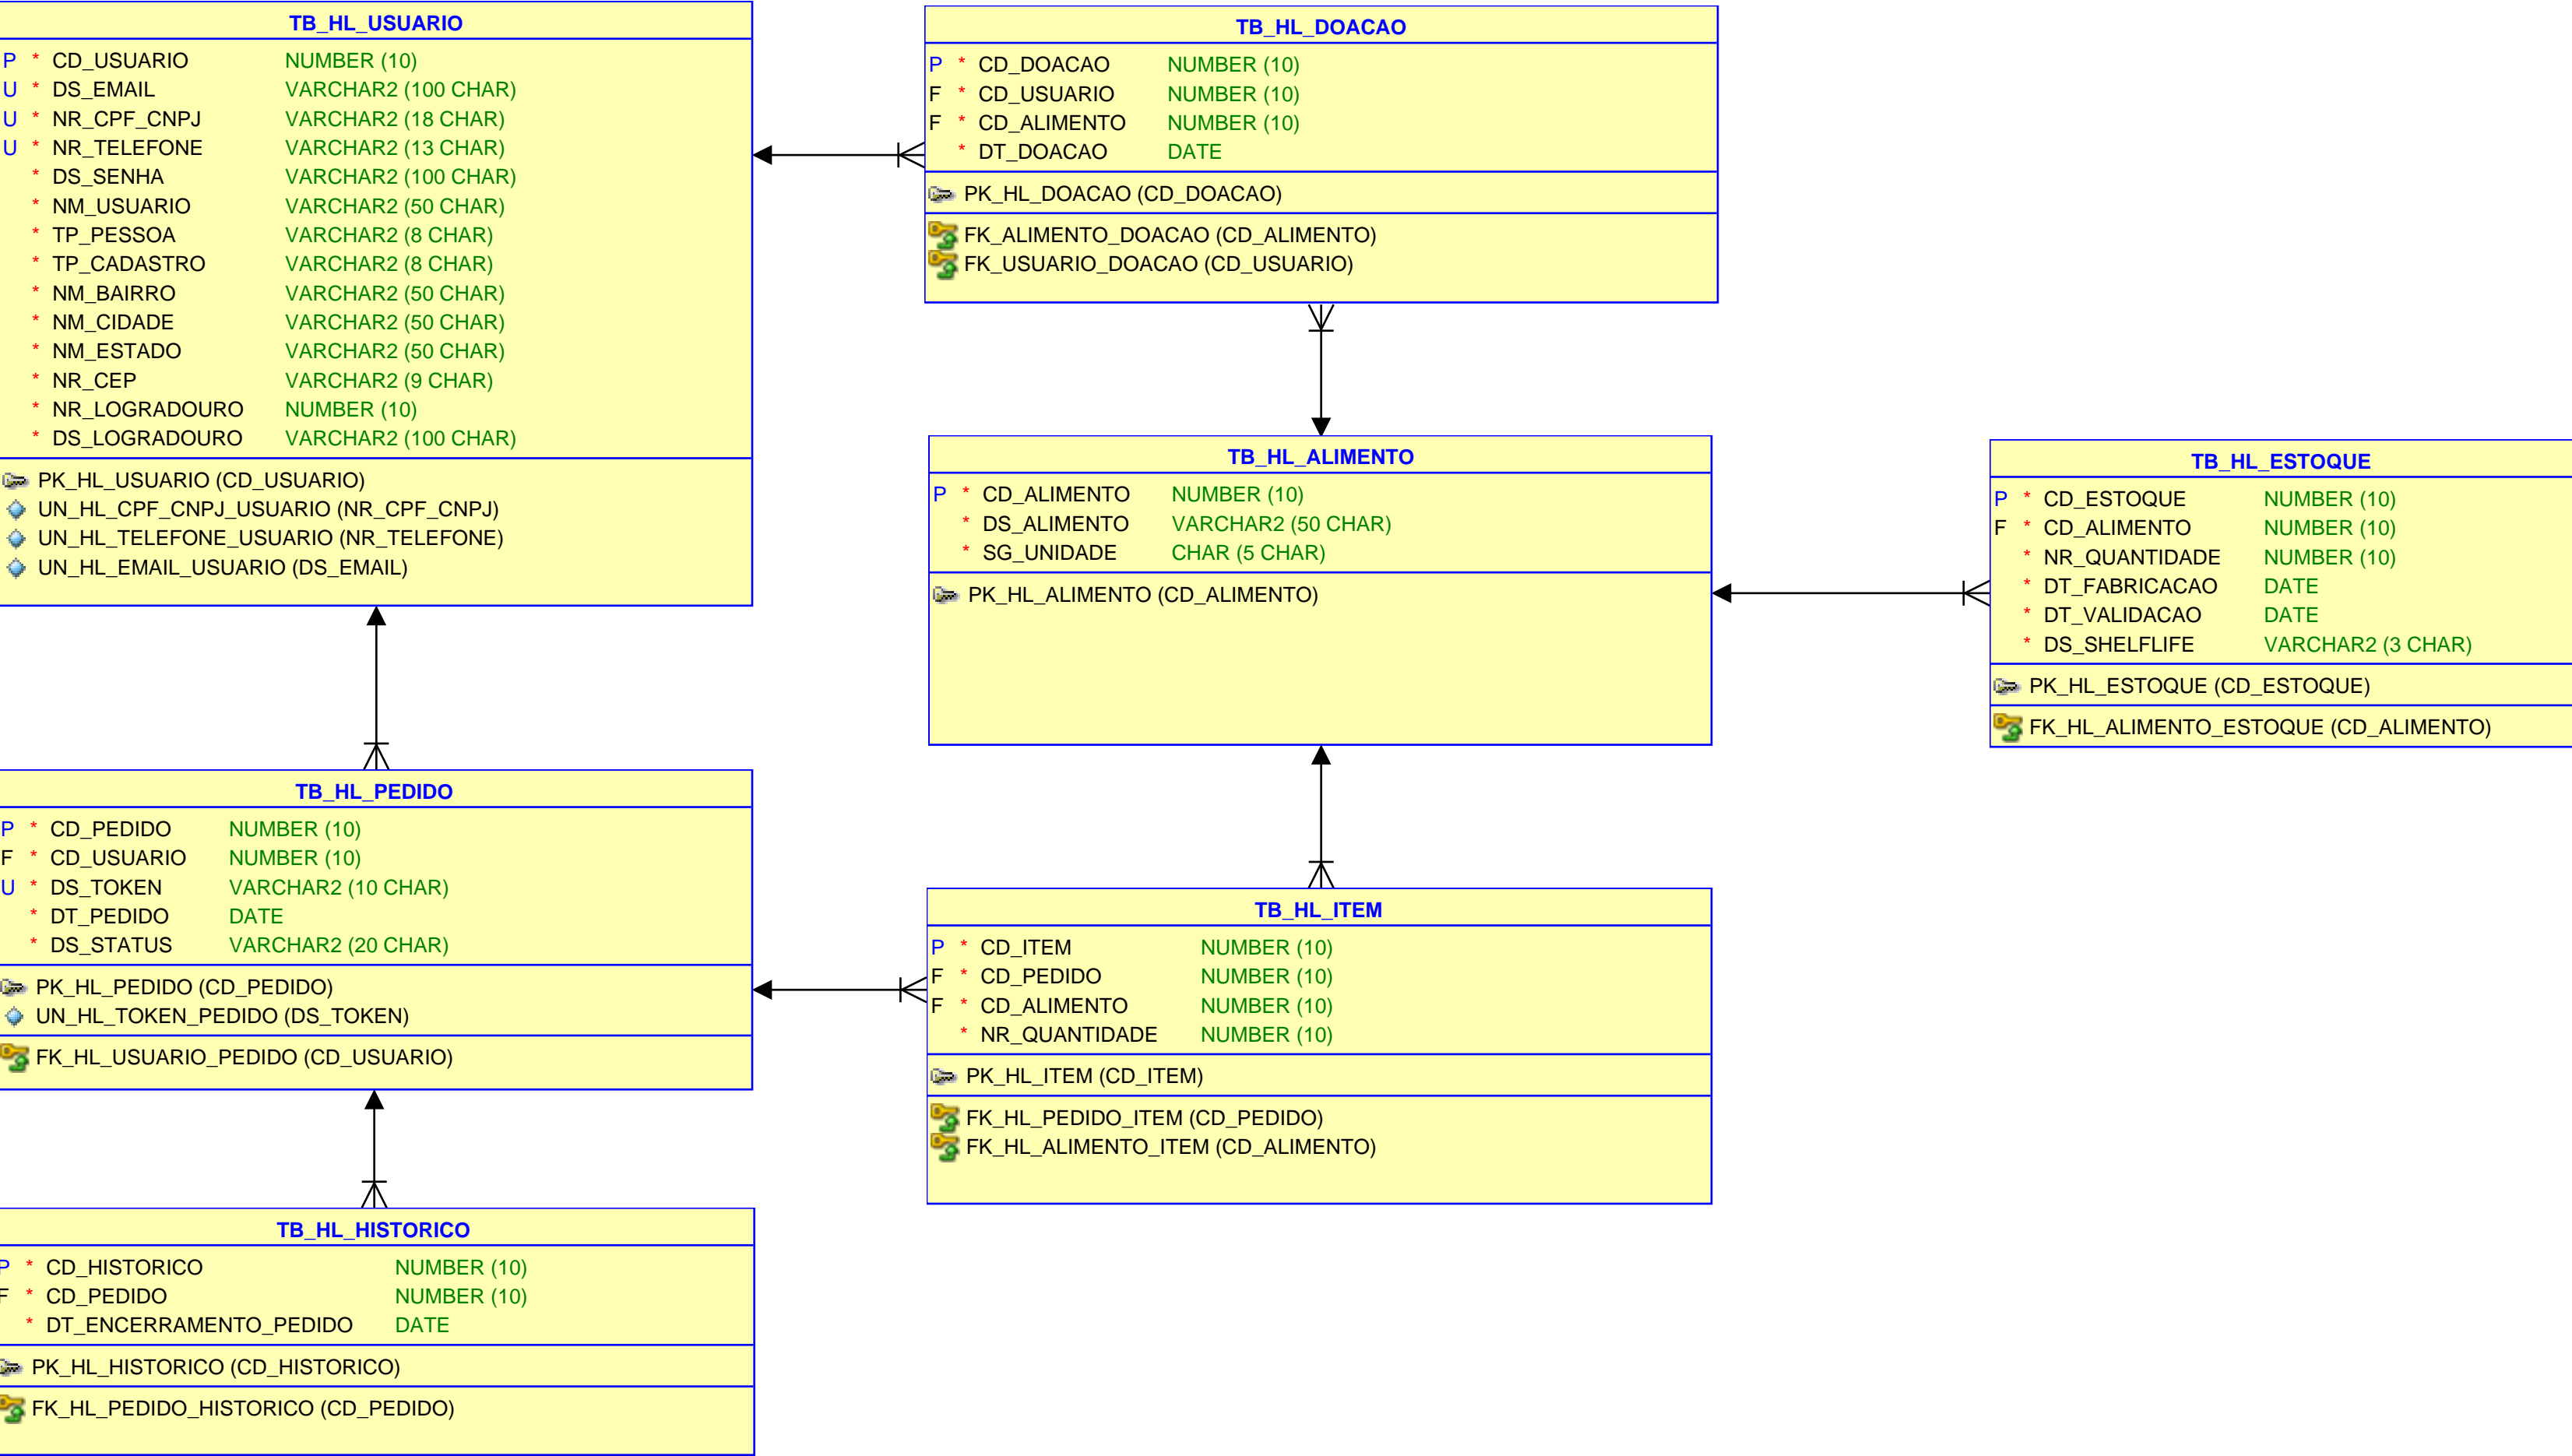 TB_HL_USUARIO
P * CD_USUARIO NUMBER (10)
U * DS_EMAIL VARCHAR2 (100 CHAR)
U * NR_CPF_CNPJ VARCHAR2 (18 CHAR)
U * NR_TELEFONE VARCHAR2 (13 CHAR)
* DS_SENHA VARCHAR2 (100 CHAR)
* NM_USUARIO VARCHAR2 (50 CHAR)
* TP_PESSOA VARCHAR2 (8 CHAR)
* TP_CADASTRO VARCHAR2 (8 CHAR)
* NM_BAIRRO VARCHAR2 (50 CHAR)
* NM_CIDADE VARCHAR2 (50 CHAR)
* NM_ESTADO VARCHAR2 (50 CHAR)
* NR_CEP VARCHAR2 (9 CHAR)
* NR_LOGRADOURO NUMBER (10)
* DS_LOGRADOURO VARCHAR2 (100 CHAR)
PK_HL_USUARIO (CD_USUARIO)
UN_HL_CPF_CNPJ_USUARIO (NR_CPF_CNPJ)
UN_HL_TELEFONE_USUARIO (NR_TELEFONE)
UN_HL_EMAIL_USUARIO (DS_EMAIL)
TB_HL_DOACAO
P * CD_DOACAO NUMBER (10)
F * CD_USUARIO NUMBER (10)
F * CD_ALIMENTO NUMBER (10)
* DT_DOACAO DATE
PK_HL_DOACAO (CD_DOACAO)
FK_ALIMENTO_DOACAO (CD_ALIMENTO)
FK_USUARIO_DOACAO (CD_USUARIO)
TB_HL_ALIMENTO
P * CD_ALIMENTO NUMBER (10)
* DS_ALIMENTO VARCHAR2 (50 CHAR)
* SG_UNIDADE CHAR (5 CHAR)
PK_HL_ALIMENTO (CD_ALIMENTO)
TB_HL_ESTOQUE
P * CD_ESTOQUE NUMBER (10)
F * CD_ALIMENTO NUMBER (10)
* NR_QUANTIDADE NUMBER (10)
* DT_FABRICACAO DATE
* DT_VALIDACAO DATE
* DS_SHELFLIFE VARCHAR2 (3 CHAR)
PK_HL_ESTOQUE (CD_ESTOQUE)
FK_HL_ALIMENTO_ESTOQUE (CD_ALIMENTO)
TB_HL_PEDIDO
P * CD_PEDIDO NUMBER (10)
F * CD_USUARIO NUMBER (10)
U * DS_TOKEN VARCHAR2 (10 CHAR)
* DT_PEDIDO DATE
* DS_STATUS VARCHAR2 (20 CHAR)
PK_HL_PEDIDO (CD_PEDIDO)
UN_HL_TOKEN_PEDIDO (DS_TOKEN)
FK_HL_USUARIO_PEDIDO (CD_USUARIO)
TB_HL_ITEM
P * CD_ITEM NUMBER (10)
F * CD_PEDIDO NUMBER (10)
F * CD_ALIMENTO NUMBER (10)
* NR_QUANTIDADE NUMBER (10)
PK_HL_ITEM (CD_ITEM)
FK_HL_PEDIDO_ITEM (CD_PEDIDO)
FK_HL_ALIMENTO_ITEM (CD_ALIMENTO)
TB_HL_HISTORICO
P * CD_HISTORICO NUMBER (10)
F * CD_PEDIDO NUMBER (10)
* DT_ENCERRAMENTO_PEDIDO DATE
PK_HL_HISTORICO (CD_HISTORICO)
FK_HL_PEDIDO_HISTORICO (CD_PEDIDO)